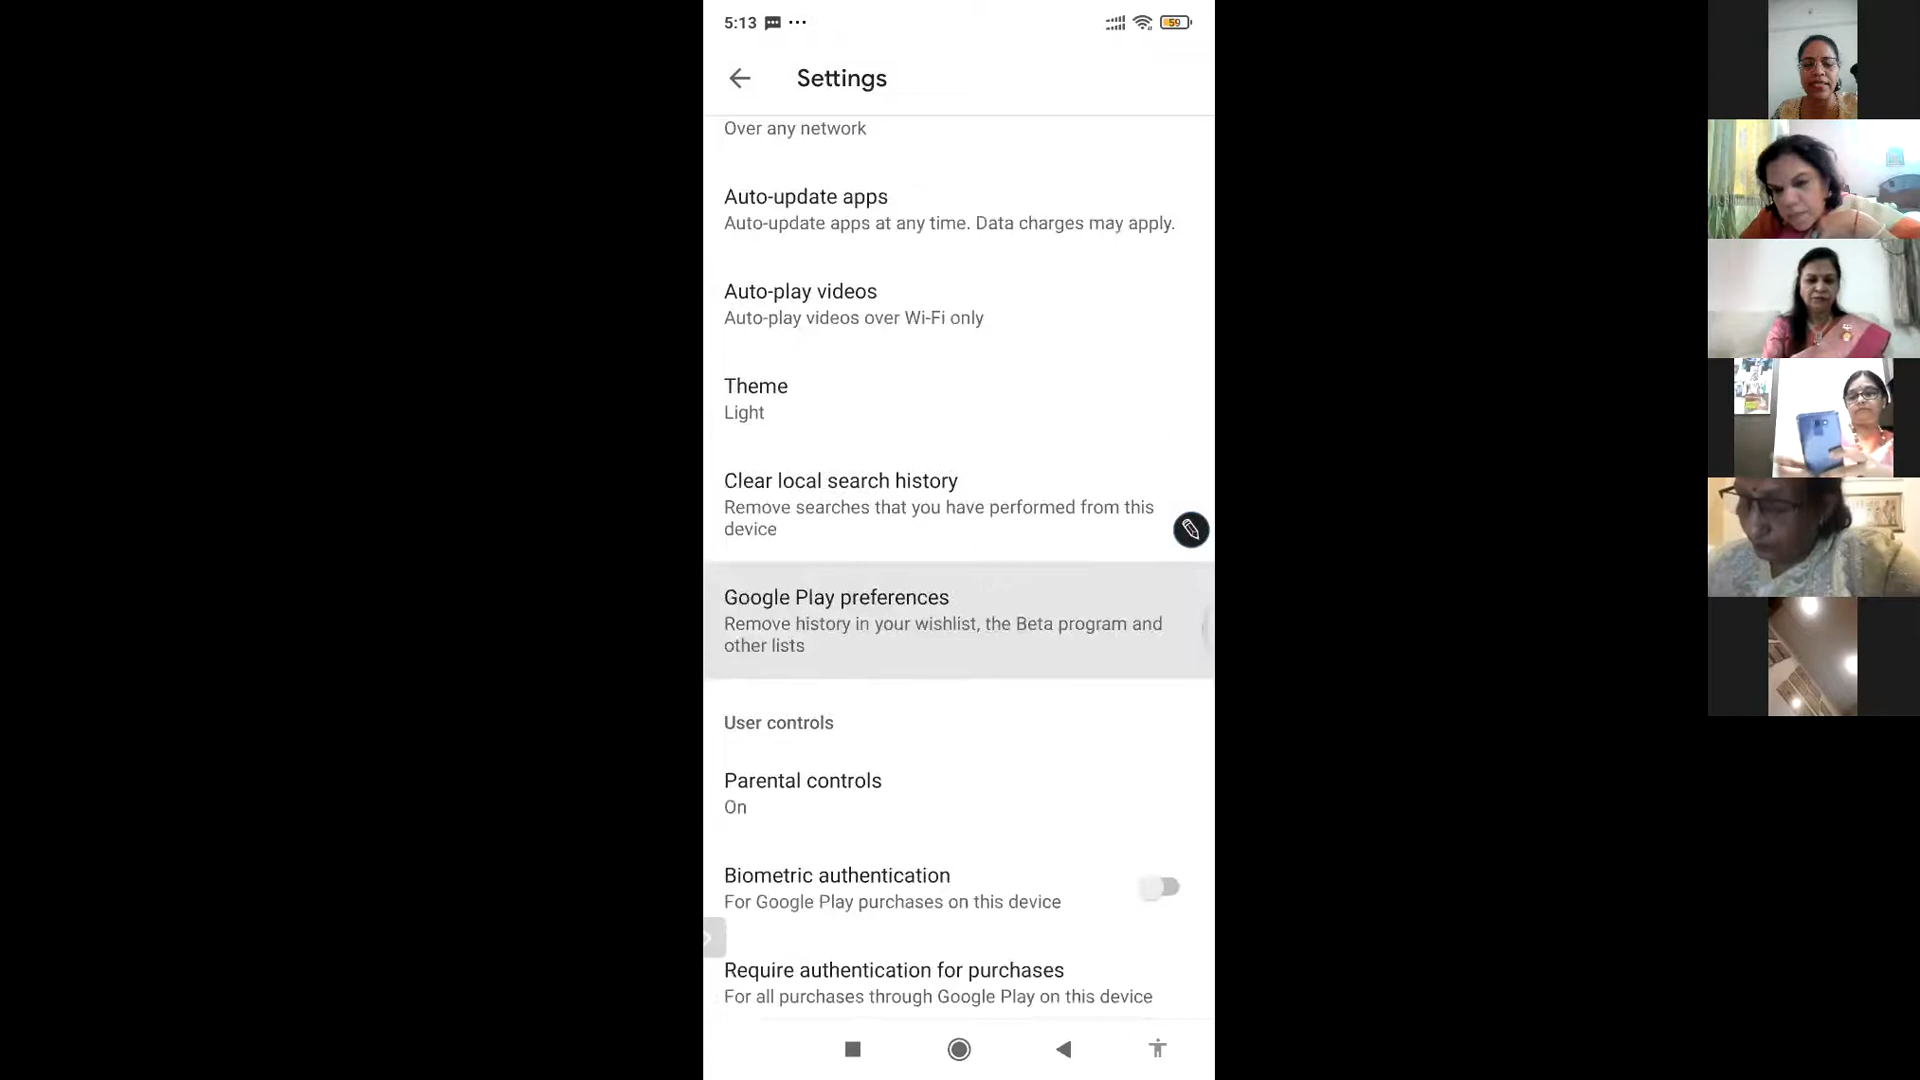 5:13
59
Settings
Over any network
Auto-update apps
Auto-update apps at any time. Data charges may apply.
Auto-play videos
Auto-play videos over Wi-Fi only
Theme
Light
Clear local search history
Remove searches that you have performed from this
device
Google Play preferences
Remove history in your wishlist, the Beta program and
other lists
User controls
Parental controls
On
Biometric authentication
For Google Play purchases on this device
Require authentication for purchases
For all purchases through Google Play on this device